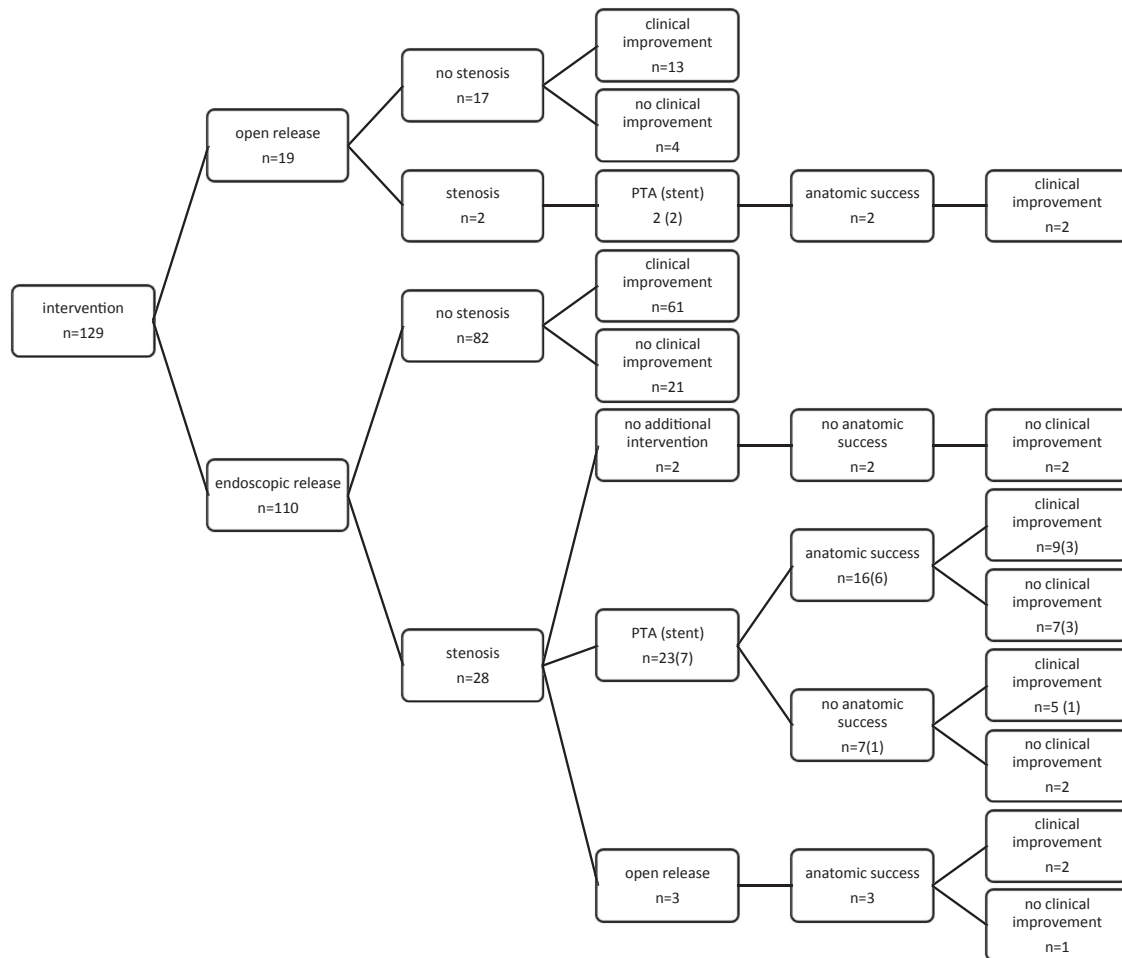 intervention
n=129
open release
n=19
endoscopic release
n=110
no stenosis
n=17
stenosis
n=2
no stenosis
n=82
stenosis
n=28
clinical
improvement
n=13
no clinical
improvement
n=4
PTA (stent)
2 (2)
clinical
improvement
n=61
no clinical
improvement
n=21
no additional
intervention
n=2
PTA (stent)
n=23(7)
open release
n=3
anatomic success
n=2
no anatomic
success
n=2
anatomic success
n=16(6)
no anatomic
success
n=7(1)
anatomic success
n=3
clinical
improvement
n=2
no clinical
improvement
n=2
clinical
improvement
n=9(3)
no clinical
improvement
n=7(3)
clinical
improvement
n=5 (1)
no clinical
improvement
n=2
clinical
improvement
n=2
no clinical
improvement
n=1